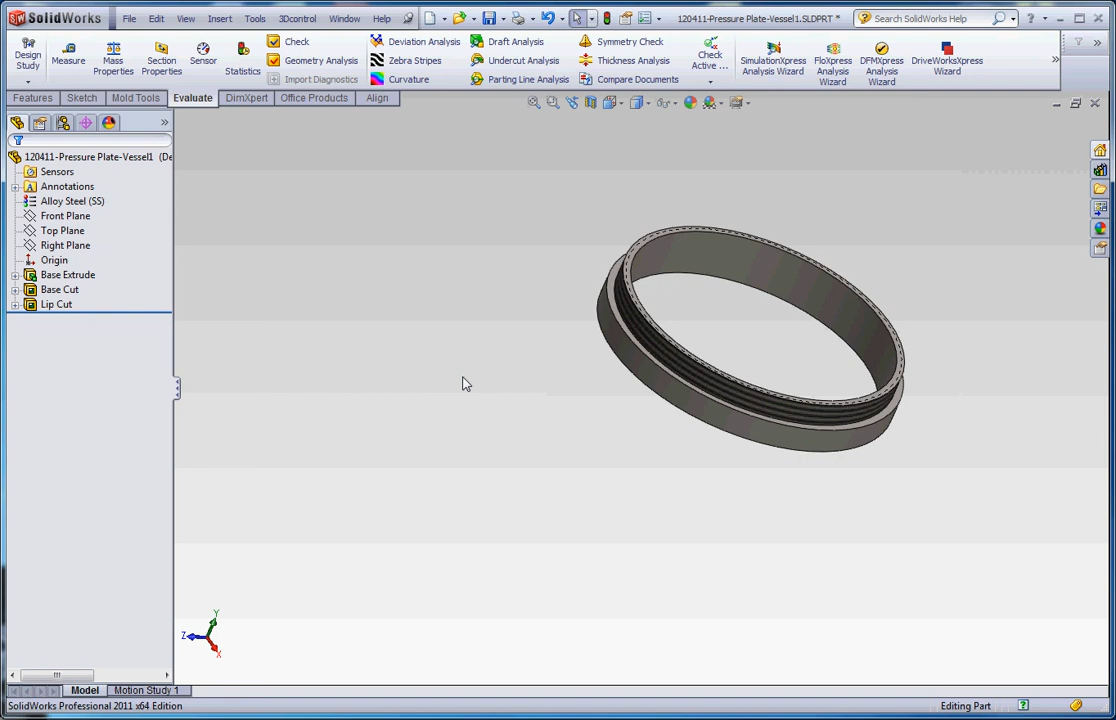 SolidWorks File Edit View Insert Tools 3Dcontrol Window Help 120411-Pressure Plate-Vessel1.SLDPRT * Search SolidWorks Help
Design Study
Measure
Mass Properties
Section Properties
Sensor
Statistics
Check
Geometry Analysis
Import Diagnostics
Deviation Analysis
Zebra Stripes
Curvature
Draft Analysis
Undercut Analysis
Parting Line Analysis
Symmetry Check
Thickness Analysis
Compare Documents
Check Active ...
SimulationXpress Analysis Wizard
FloXpress Analysis Wizard
DFMXpress Analysis Wizard
DriveWorksXpress Wizard
Features Sketch Mold Tools Evaluate DimXpert Office Products Align
120411-Pressure Plate-Vessel1 (De
Sensors
Annotations
Alloy Steel (SS)
Front Plane
Top Plane
Right Plane
Origin
Base Extrude
Base Cut
Lip Cut
Y
Z
X
Model Motion Study 1
SolidWorks Professional 2011 x64 Edition Editing Part